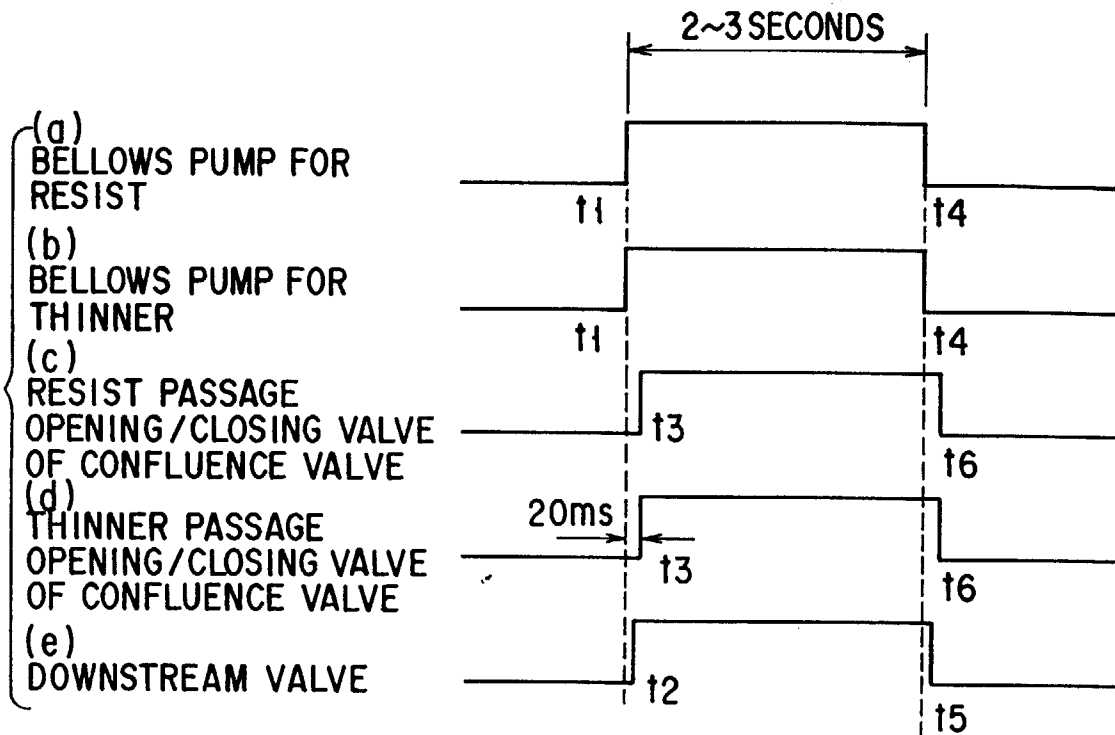 2~3 SECONDS
(a)
BELLOWS PUMP FOR
RESIST
t1
t4
(b)
BELLOWS PUMP FOR
THINNER
t1
t4
(c)
RESIST PASSAGE
OPENING/CLOSING VALVE
OF CONFLUENCE VALVE
t3
t6
(d)
THINNER PASSAGE
OPENING/CLOSING VALVE
OF CONFLUENCE VALVE
20ms
t3
t6
(e)
DOWNSTREAM VALVE
t2
t5